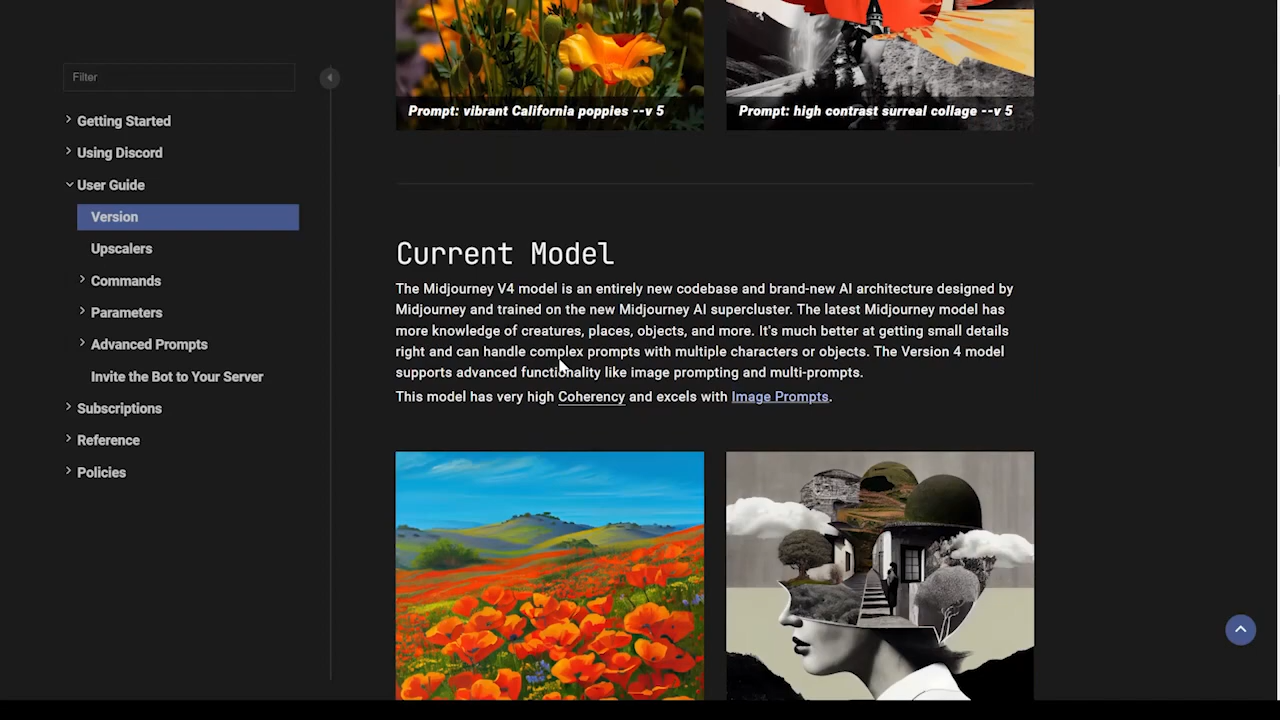 Filter
Getting Started
Using Discord
User Guide
Version
Upscalers
Commands
Parameters
Advanced Prompts
Invite the Bot to Your Server
Subscriptions
Reference
Policies
Prompt: vibrant California poppies --v 5
Prompt: high contrast surreal collage --v 5
Current Model
The Midjourney V4 model is an entirely new codebase and brand-new AI architecture designed by
Midjourney and trained on the new Midjourney AI supercluster. The latest Midjourney model has
more knowledge of creatures, places, objects, and more. It's much better at getting small details
right and can handle complex prompts with multiple characters or objects. The Version 4 model
supports advanced functionality like image prompting and multi-prompts.
This model has very high Coherency and excels with Image Prompts.